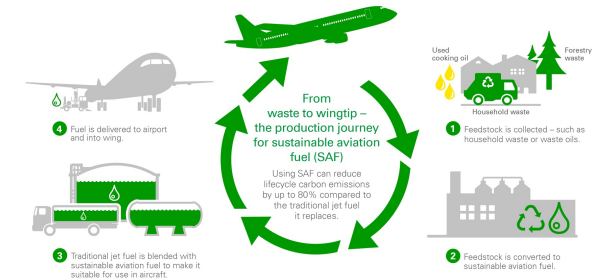 From
waste to wingtip –
the production journey
for sustainable aviation
fuel (SAF)
Using SAF can reduce
lifecycle carbon emissions
by up to 80% compared to
the traditional jet fuel
it replaces.
Used
cooking oil
Forestry
waste
Household waste
1 Feedstock is collected – such as
household waste or waste oils.
2 Feedstock is converted to
sustainable aviation fuel.
3 Traditional jet fuel is blended with
sustainable aviation fuel to make it
suitable for use in aircraft.
4 Fuel is delivered to airport
and into wing.